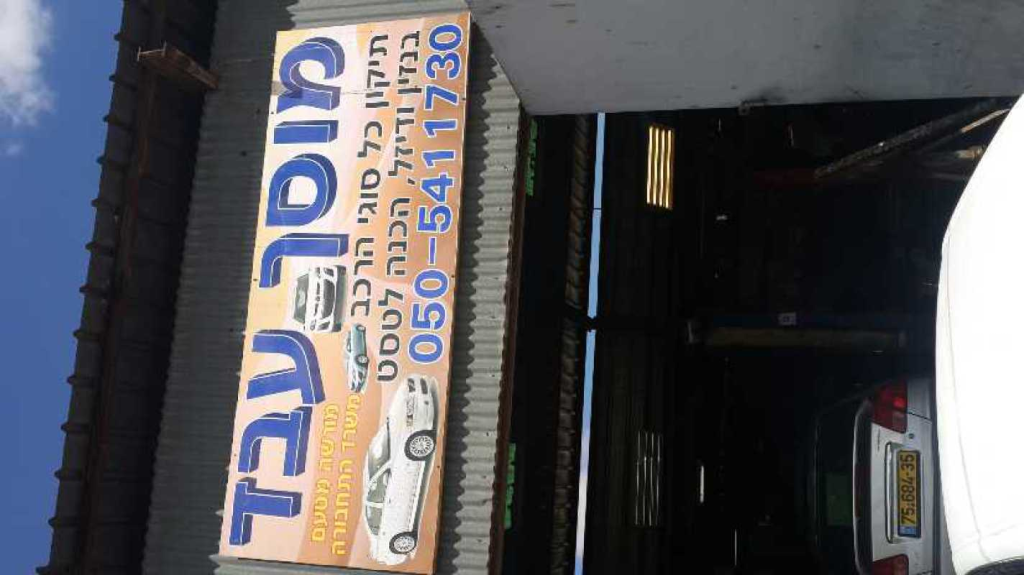 מוסך עבד
תיקון כל סוגי הרכב
בנזין ודיזל, הכנה לטסט
050-5411730
מורשה מטעם
משרד התחבורה
75-684-35